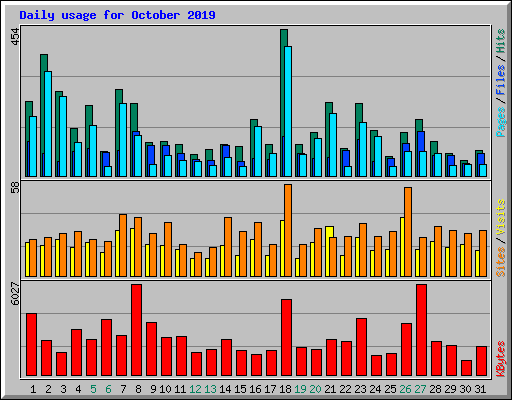 Daily usage for October 2019
454
Pages / Files / Hits
58
Sites / Visits
6027
KBytes
1 2 3 4 5 6 7 8 9 10 11 12 13 14 15 16 17 18 19 20 21 22 23 24 25 26 27 28 29 30 31